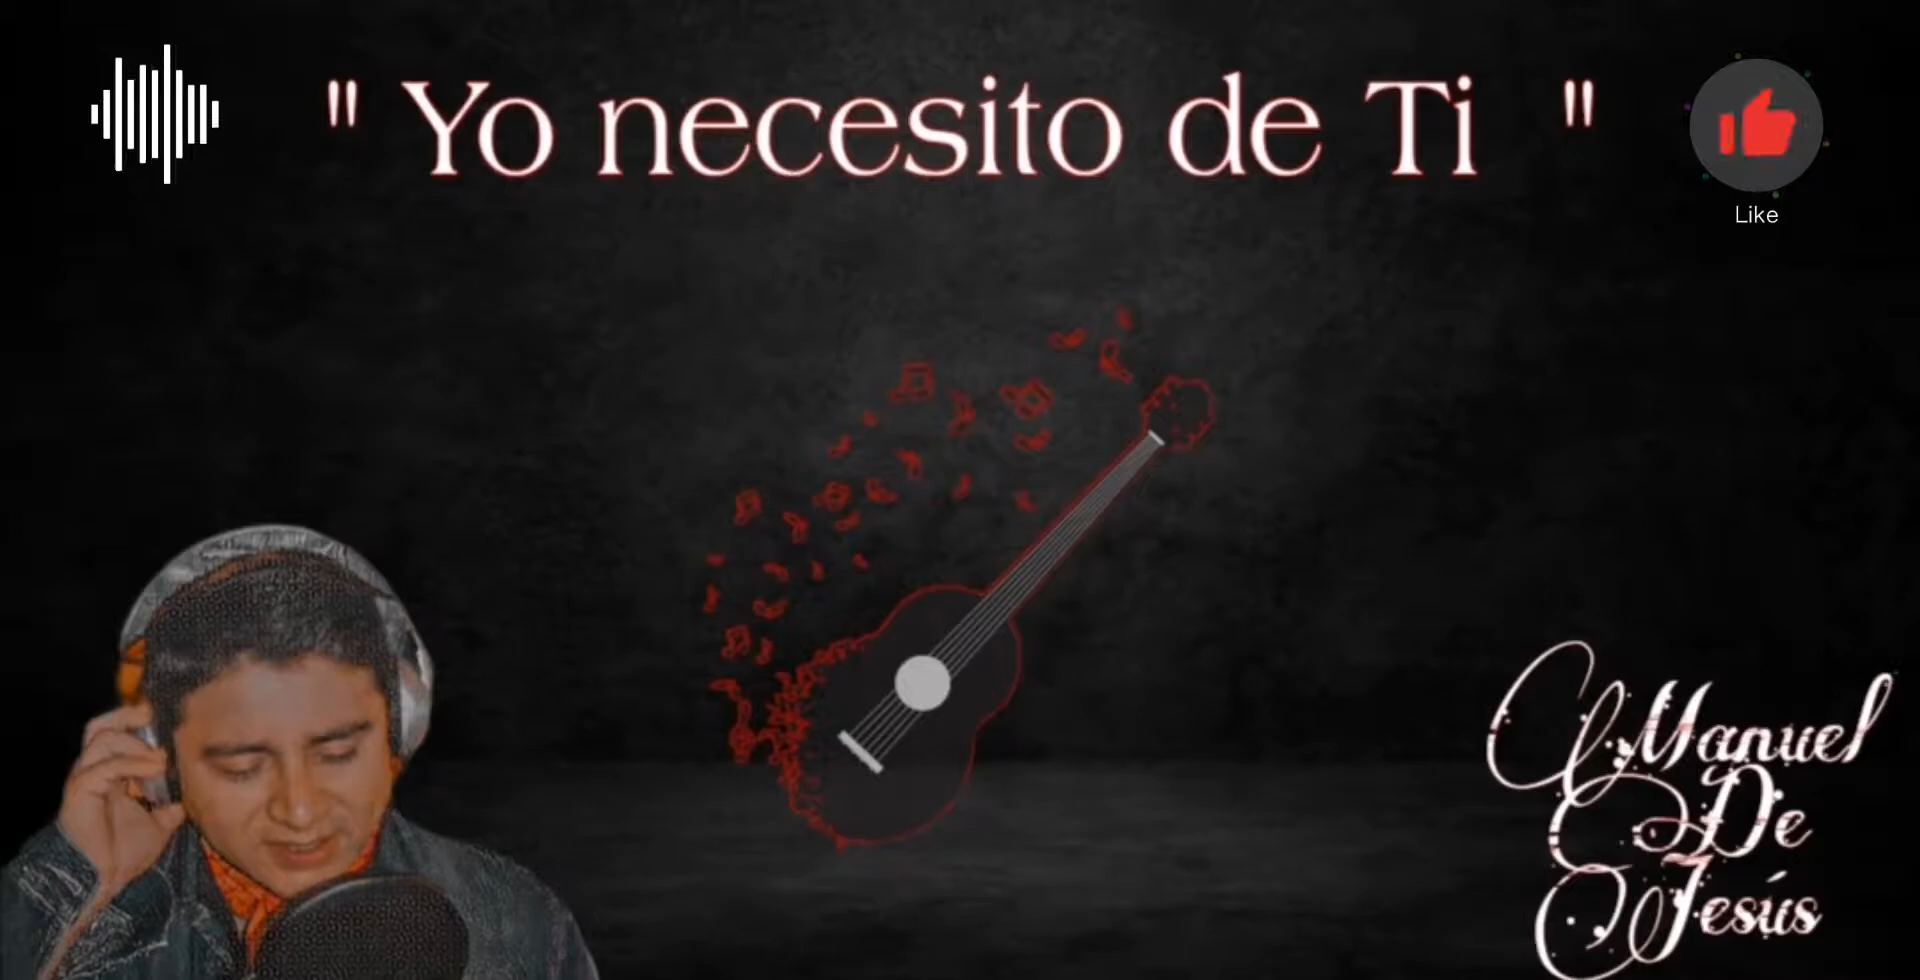 " Yo necesito de Ti "
Like
Manuel
De
Jesús